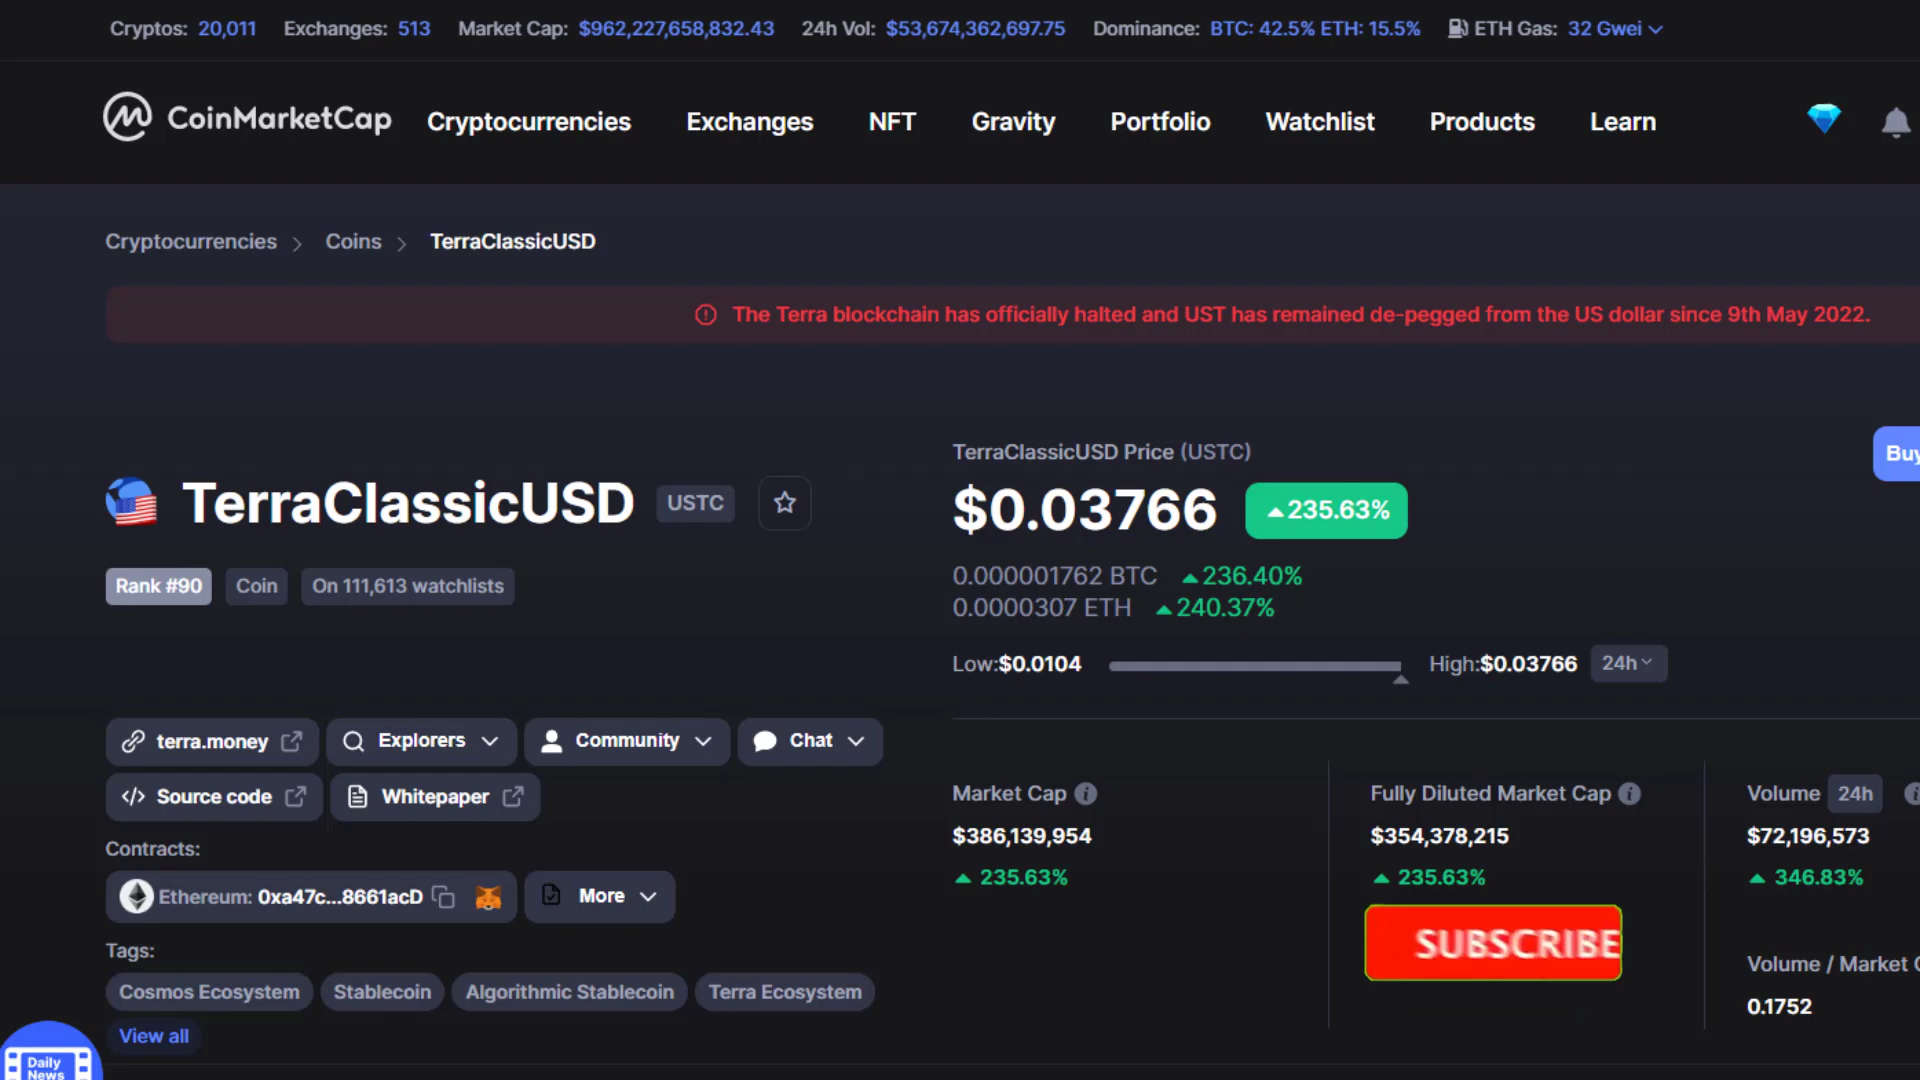 Cryptos: 20,011 Exchanges: 513 Market Cap: $962,227,658,832.43 24h Vol: $53,674,362,697.75 Dominance: BTC: 42.5% ETH: 15.5% ETH Gas: 32 Gwei
CoinMarketCap Cryptocurrencies Exchanges NFT Gravity Portfolio Watchlist Products Learn
Cryptocurrencies Coins TerraClassicUSD
The Terra blockchain has officially halted and UST has remained de-pegged from the US dollar since 9th May 2022.
TerraClassicUSD USTC
Rank #90 Coin On 111,613 watchlists
TerraClassicUSD Price (USTC)
$0.03766 235.63%
Buy
0.000001762 BTC 236.40%
0.0000307 ETH 240.37%
Low:$0.0104 High:$0.03766 24h
terra.money Explorers Community Chat
Source code Whitepaper
Contracts:
Ethereum: 0xa47c...8661acD More
Tags:
Cosmos Ecosystem Stablecoin Algorithmic Stablecoin Terra Ecosystem
View all
Market Cap
$386,139,954
235.63%
Fully Diluted Market Cap
$354,378,215
235.63%
SUBSCRIBE
Volume 24h
$72,196,573
346.83%
Volume / Market
0.1752
Daily
News